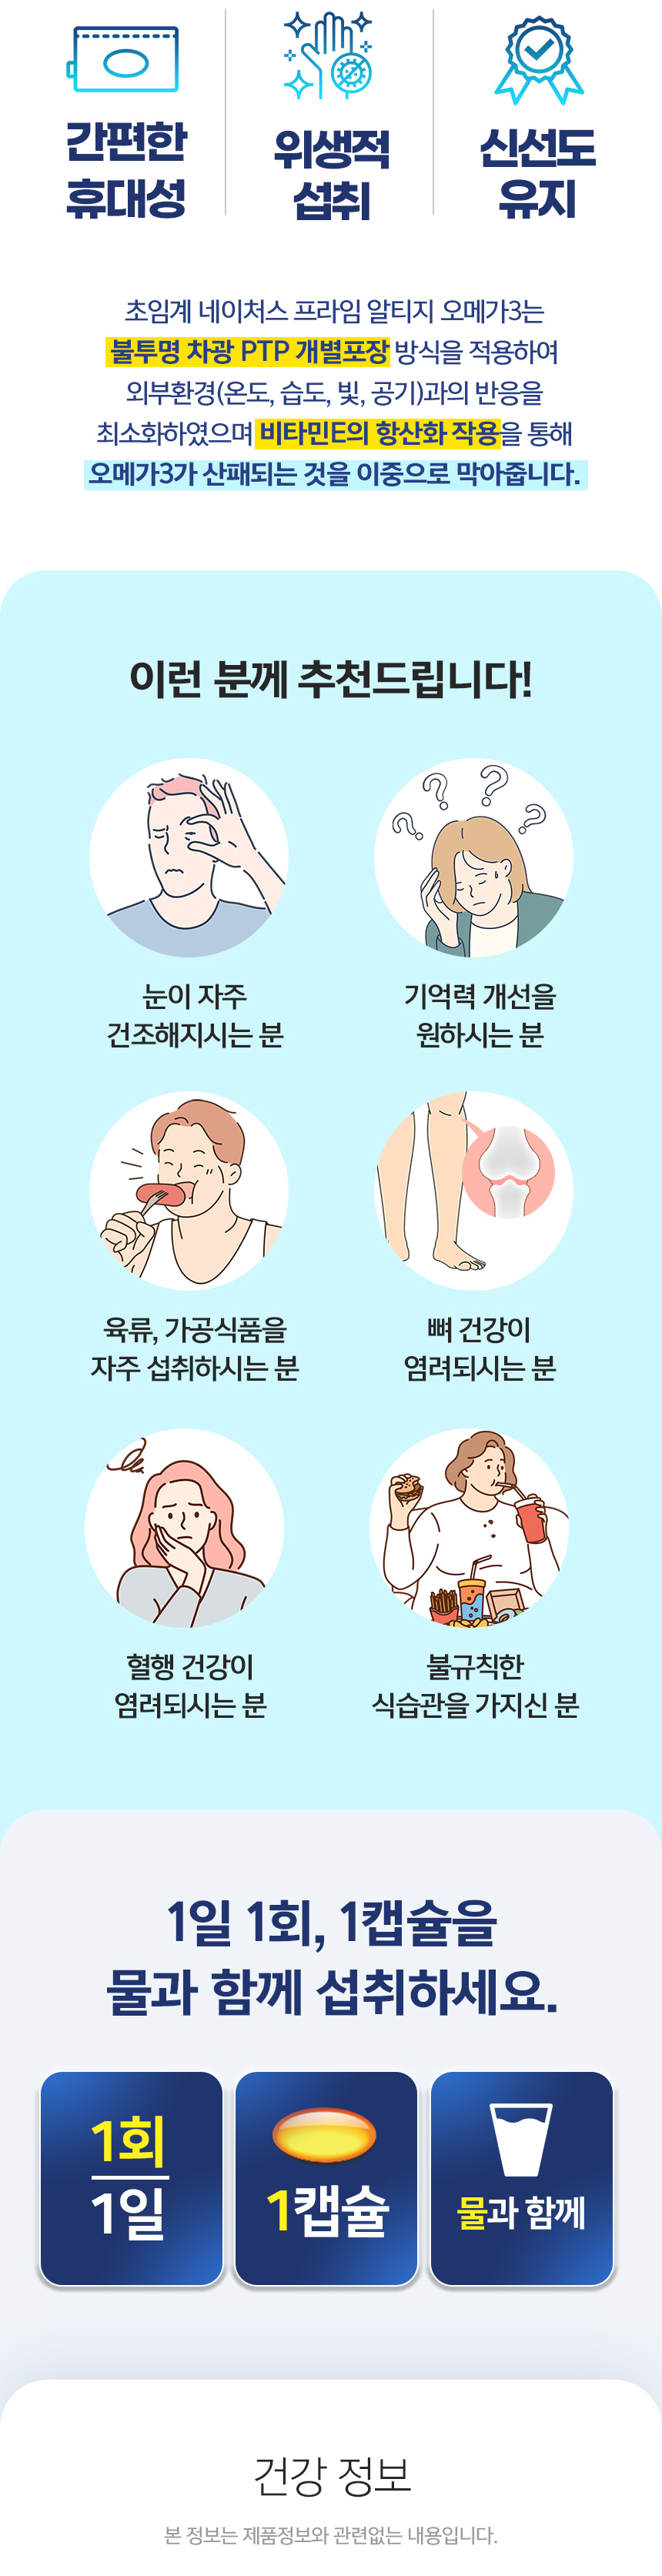 간편한
휴대성
위생적
섭취
신선도
유지
초임계 네이처스 프라임 알티지 오메가3는
불투명 차광 PTP 개별포장 방식을 적용하여
외부환경(온도, 습도, 빛, 공기)과의 반응을
최소화하였으며 비타민E의 항산화 작용을 통해
오메가3가 산패되는 것을 이중으로 막아줍니다.
이런 분께 추천드립니다!
눈이 자주
건조해지시는 분
기억력 개선을
원하시는 분
육류, 가공식품을
자주 섭취하시는 분
뼈 건강이
염려되시는 분
혈행 건강이
염려되시는 분
불규칙한
식습관을 가지신 분
1일 1회, 1캡슐을
물과 함께 섭취하세요.
1회
1일
1캡슐
물과 함께
건강 정보
본 정보는 제품정보와 관련없는 내용입니다.